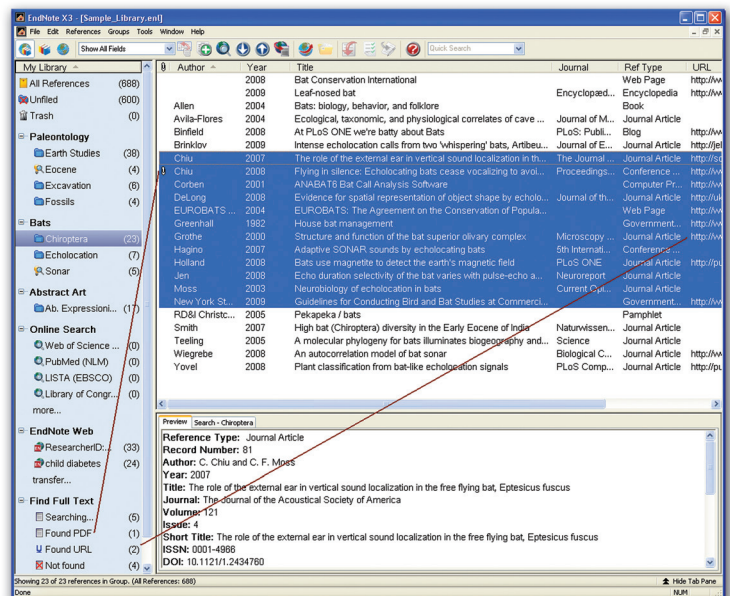 EndNote X3 - [Sample_Library.enl]
File Edit References Groups Tools Window Help
Show All Fields Quick Search
My Library
All References (688)
Unfiled (600)
Trash (0)
Paleontology
Earth Studies (38)
Eocene (4)
Excavation (6)
Fossils (4)
Bats
Chiroptera (23)
Echolocation (7)
Sonar (5)
Abstract Art
Ab. Expressioni... (17)
Online Search
Web of Science ... (0)
PubMed (NLM) (0)
LISTA (EBSCO) (0)
Library of Congr... (0)
more...
EndNote Web
ResearcherID:... (33)
child diabetes (24)
transfer...
Find Full Text
Searching... (5)
Found PDF (1)
Found URL (2)
Not found (4)
Author Year Title Journal Ref Type URL
2008 Bat Conservation International Web Page http://w
2009 Leaf-nosed bat Encyclopæd... Encyclopedia http://w
Allen 2004 Bats: biology, behavior, and folklore Book
Avila-Flores 2004 Ecological, taxonomic, and physiological correlates of cave ... Journal of M... Journal Article http://w
Binfield 2008 At PLoS ONE we're batty about Bats PLoS: Publi... Blog http://w
Brinklov 2009 Intense echolocation calls from two 'whispering' bats, Artibeu... Journal of E... Journal Article http://jel
Chiu 2007 The role of the external ear in vertical sound localization in th... The Journal ... Journal Article http://sc
Chiu 2008 Flying in silence: Echolocating bats cease vocalizing to avoi... Proceedings... Conference ... http://w
Corben 2001 ANABAT6 Bat Call Analysis Software Computer Pr... http://w
DeLong 2008 Evidence for spatial representation of object shape by echolo... Journal of th... Journal Article http://uk
EUROBATS ... 2004 EUROBATS: The Agreement on the Conservation of Popula... Web Page http://w
Greenhall 1982 House bat management Government... http://w
Grothe 2000 Structure and function of the bat superior olivary complex Microscopy ... Journal Article http://w
Hagino 2007 Adaptive SONAR sounds by echolocating bats 5th Internati... Conference ...
Holland 2008 Bats use magnetite to detect the earth's magnetic field PLoS ONE Journal Article http://pu
Jen 2008 Echo duration selectivity of the bat varies with pulse-echo a... Neuroreport Journal Article
Moss 2003 Neurobiology of echolocation in bats Current Opi... Journal Article
New York St... 2009 Guidelines for Conducting Bird and Bat Studies at Commerci... Government... http://w
RD&I Christc... 2005 Pekapeka / bats Pamphlet
Smith 2007 High bat (Chiroptera) diversity in the Early Eocene of India Naturwissen... Journal Article
Teeling 2005 A molecular phylogeny for bats illuminates biogeography and... Science Journal Article
Wiegrebe 2008 An autocorrelation model of bat sonar Biological C... Journal Article http://w
Yovel 2008 Plant classification from bat-like echolocation signals PLoS Comp... Journal Article http://pu
Preview Search - Chiroptera
Reference Type: Journal Article
Record Number: 81
Author: C. Chiu and C. F. Moss
Year: 2007
Title: The role of the external ear in vertical sound localization in the free flying bat, Eptesicus fuscus
Journal: The Journal of the Acoustical Society of America
Volume: 121
Issue: 4
Short Title: The role of the external ear in vertical sound localization in the free flying bat, Eptesicus fuscus
ISSN: 0001-4966
DOI: 10.1121/1.2434760
Showing 23 of 23 references in Group. (All References: 688) Hide Tab Pane
Done NUM